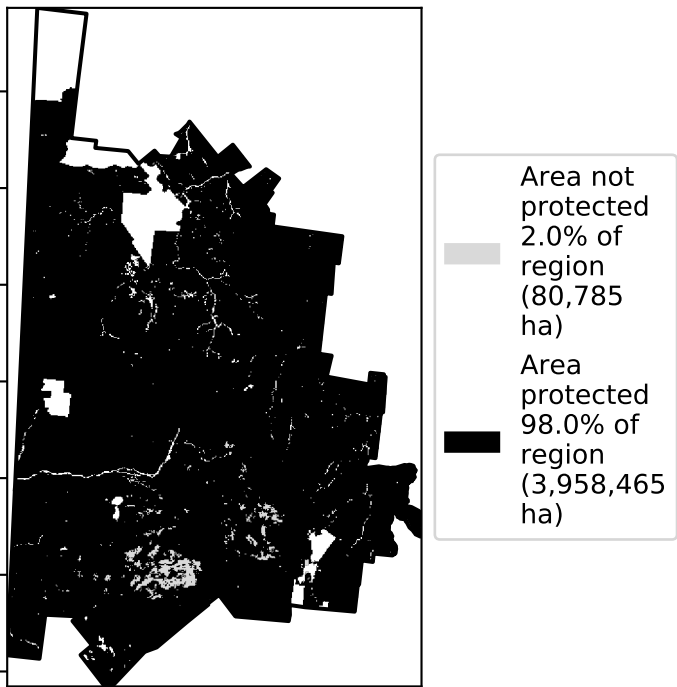 Area not
protected
2.0% of
region
(80,785
ha)
Area
protected
98.0% of
region
(3,958,465
ha)